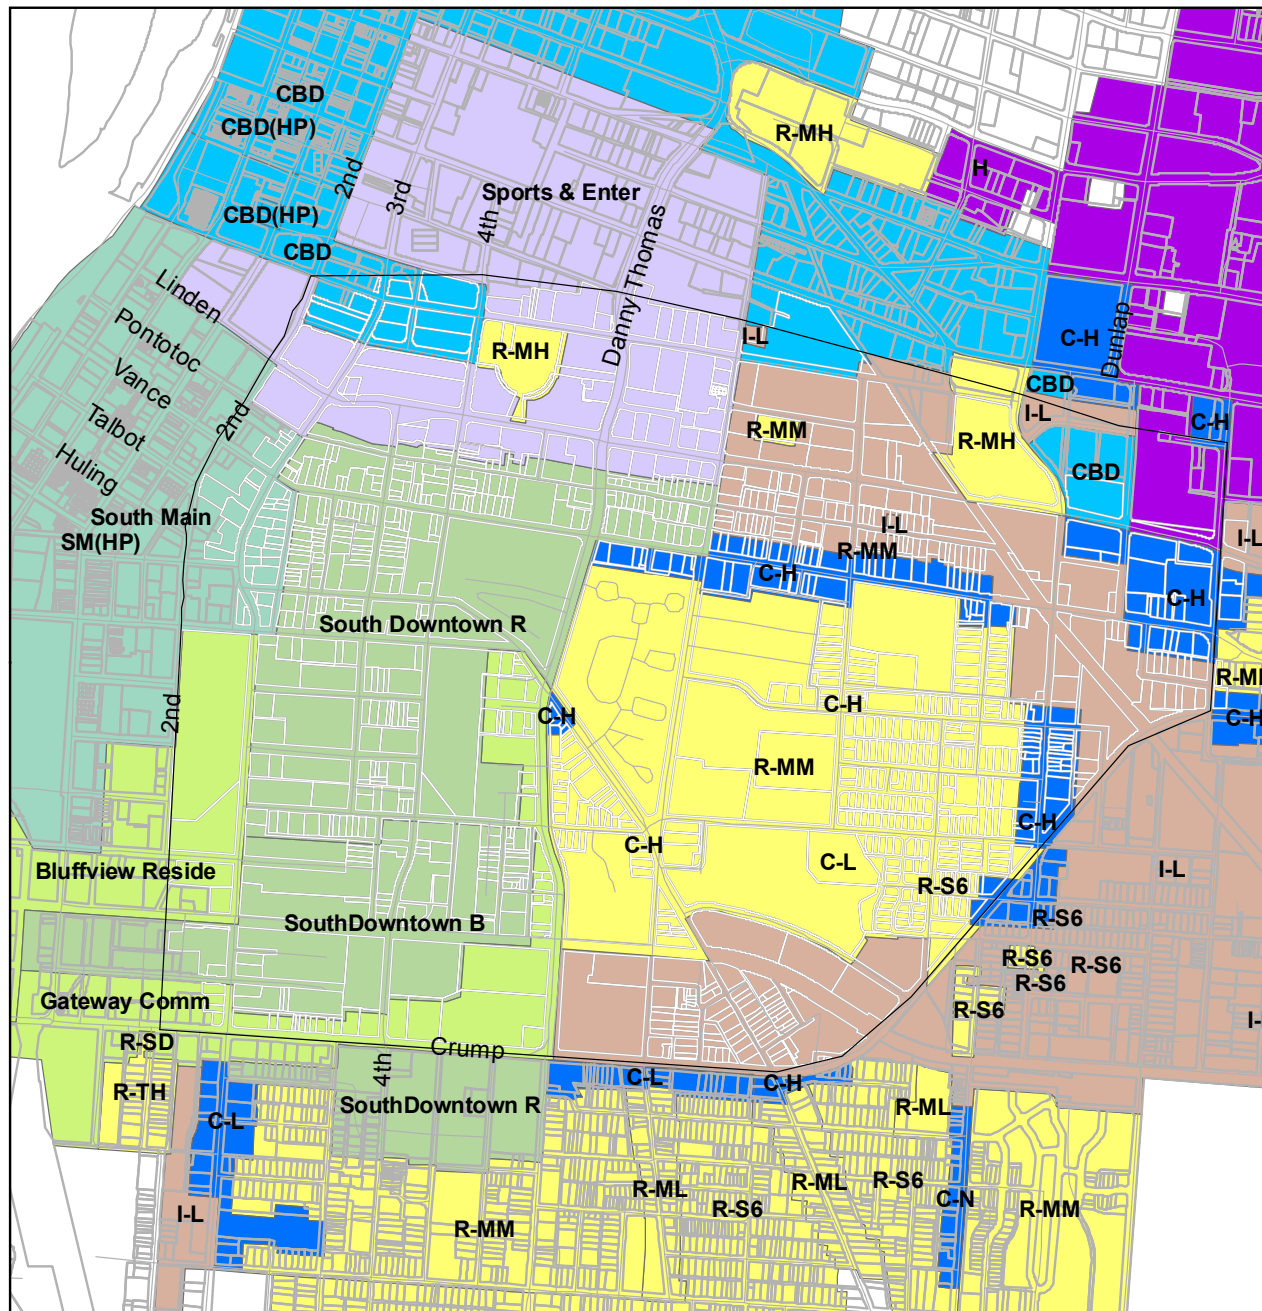 CBD
CBD(HP)
R-MH
2nd
3rd
Sports & Enter
H
CBD(HP)
4th
CBD
Danny Thomas
Linden
Pontotoc
I-L
C-H
Dunlap
R-MH
Vance
CBD
Talbot
2nd
R-MM
I-L
C-H
R-MH
Huling
CBD
South Main
SM(HP)
I-L
I-L
R-MM
C-H
C-H
South Downtown R
R-M
2nd
C-H
C-H
C-H
R-MM
C-H
C-H
C-L
Bluffview Reside
I-L
R-S6
SouthDowntown B
R-S6
R-S6
R-S6
R-S6
Gateway Comm
R-S6
I-
R-SD
Crump
4th
C-L
C-H
R-TH
SouthDowntown R
R-ML
C-L
R-ML
R-ML
R-S6
I-L
R-MM
R-S6
C-N
R-MM